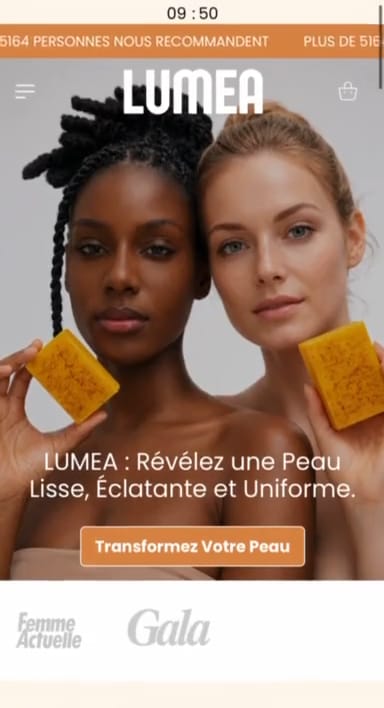 09 : 50
5164 PERSONNES NOUS RECOMMANDENT PLUS DE 516
LUMEA
LUMEA : Révélez une Peau
Lisse, Éclatante et Uniforme.
Transformez Votre Peau
Femme
Actuelle
Gala